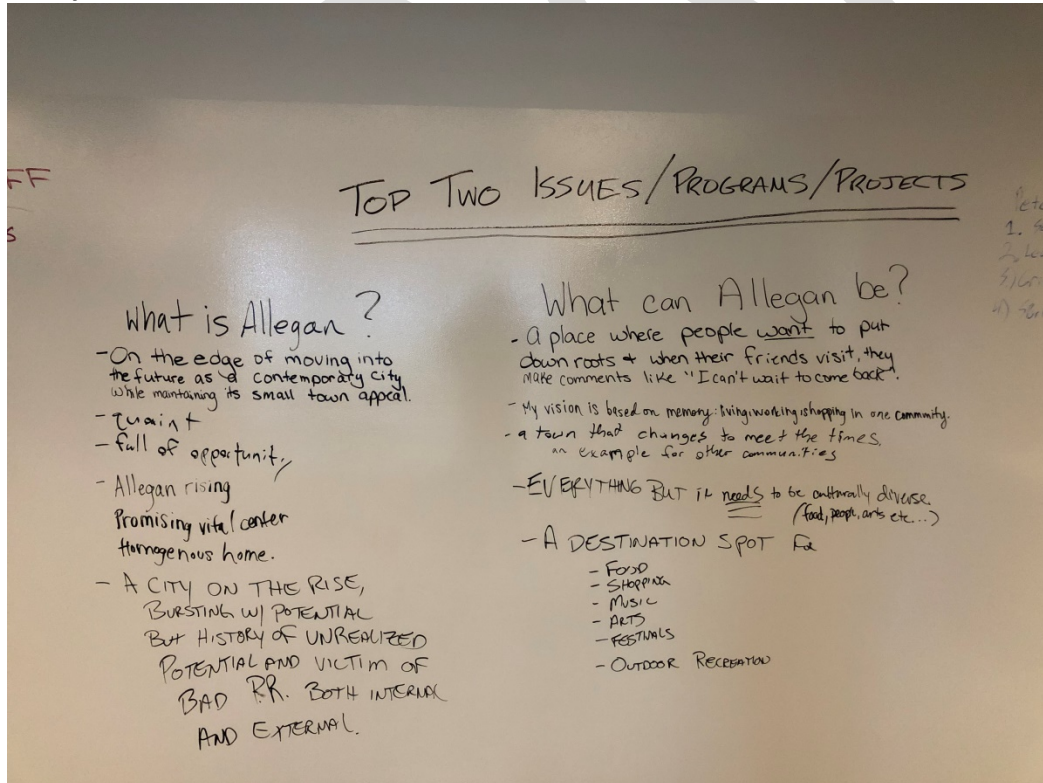 FF
S
TOP TWO ISSUES/PROGRAMS/PROJECTS
What is Allegan?
- On the edge of moving into
the future as a contemporary city
while maintaining its small town appeal.
- Quaint
- full of opportunity
- Allegan rising
Promising vital center
Homogenous home.
- A CITY ON THE RISE,
BURSTING W/ POTENTIAL
BUT HISTORY OF UNREALIZED
POTENTIAL AND VICTIM OF
BAD P.R. BOTH INTERNAL
AND EXTERNAL.
What can Allegan be?
- a place where people want to put
down roots + when their friends visit, they
make comments like "I can't wait to come back".
- My vision is based on memory: living, working, shopping in one community.
- a town that changes to meet the times
an example for other communities
- EVERYTHING BUT it needs to be culturally diverse.
(food, people, arts etc...)
- A DESTINATION SPOT FOR
- FOOD
- SHOPPING
- MUSIC
- ARTS
- FESTIVALS
- OUTDOOR RECREATION
1.
2.
3)
4)